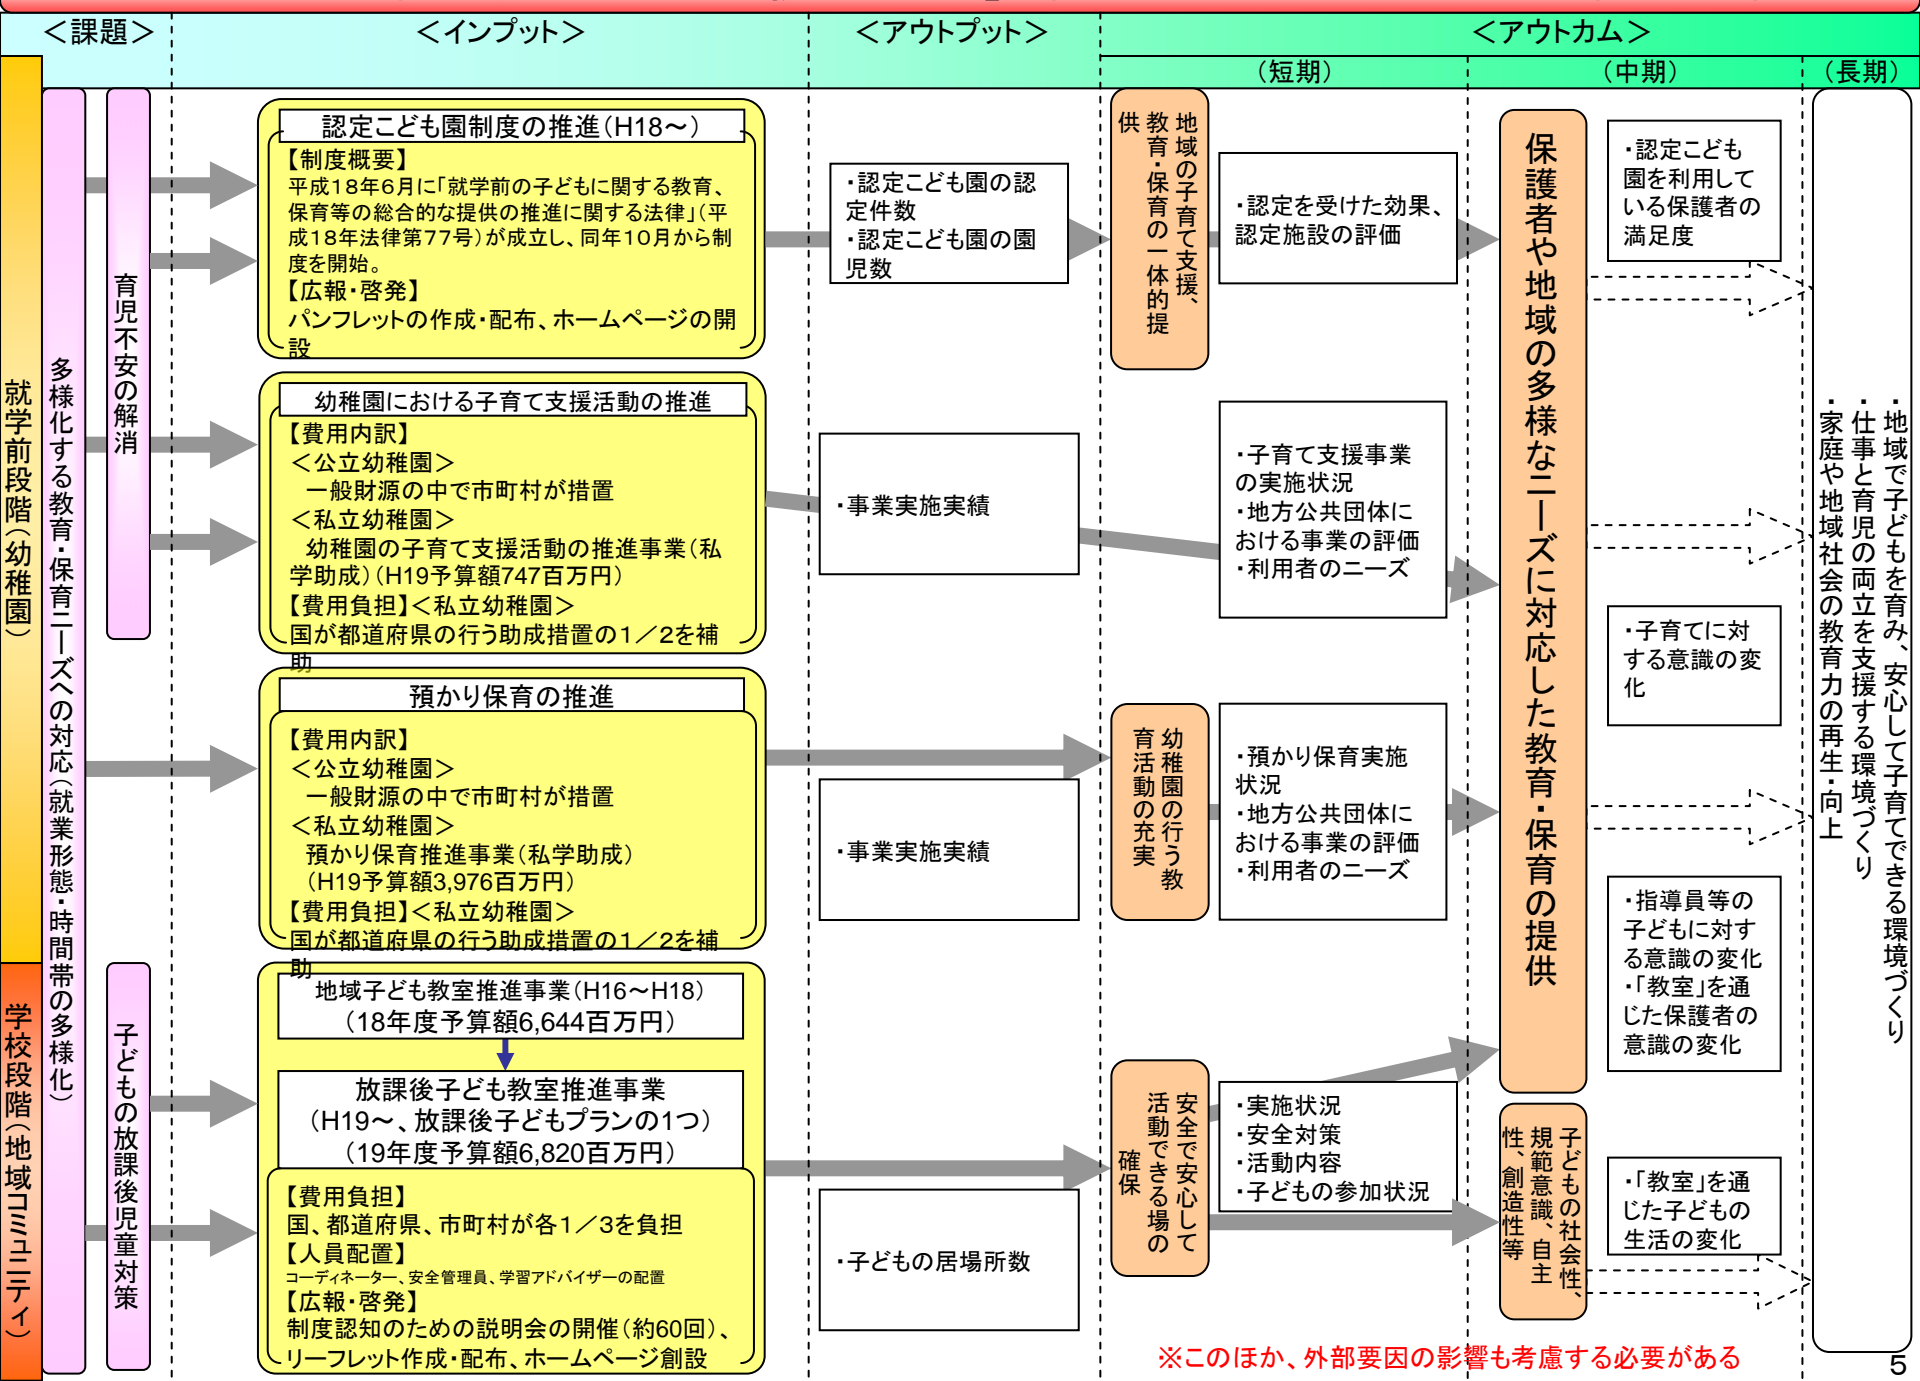 ＜課題＞
＜インプット＞
＜アウトプット＞
＜アウトカム＞
（短期）
（中期）
（長期）
就学前段階（幼稚園）
学校段階（地域コミュニティ）
多様化する教育・保育ニーズへの対応（就業形態・時間帯の多様化）
育児不安の解消
子どもの放課後児童対策
認定こども園制度の推進（H18～）
【制度概要】
平成１８年６月に「就学前の子どもに関する教育、
保育等の総合的な提供の推進に関する法律」（平
成１８年法律第７７号）が成立し、同年１０月から制
度を開始。
【広報・啓発】
パンフレットの作成・配布、ホームページの開
設
幼稚園における子育て支援活動の推進
【費用内訳】
＜公立幼稚園＞
一般財源の中で市町村が措置
＜私立幼稚園＞
幼稚園の子育て支援活動の推進事業（私
学助成）（H19予算額747百万円）
【費用負担】＜私立幼稚園＞
国が都道府県の行う助成措置の１／２を補
助
預かり保育の推進
【費用内訳】
＜公立幼稚園＞
一般財源の中で市町村が措置
＜私立幼稚園＞
預かり保育推進事業（私学助成）
（H19予算額3,976百万円）
【費用負担】＜私立幼稚園＞
国が都道府県の行う助成措置の１／２を補
助
地域子ども教室推進事業（H16～H18）
（18年度予算額6,644百万円）
放課後子ども教室推進事業
（H19～、放課後子どもプランの1つ）
（19年度予算額6,820百万円）
【費用負担】
国、都道府県、市町村が各１／３を負担
【人員配置】
コーディネーター、安全管理員、学習アドバイザーの配置
【広報・啓発】
制度認知のための説明会の開催（約60回）、
リーフレット作成・配布、ホームページ創設
・認定こども園の認
定件数
・認定こども園の園
児数
・事業実施実績
・事業実施実績
・子どもの居場所数
地域の子育て支援、
教育・保育の一体的提
供
幼稚園の行う教
育活動の充実
安全で安心して
活動できる場の
確保
・認定を受けた効果、
認定施設の評価
・子育て支援事業
の実施状況
・地方公共団体に
おける事業の評価
・利用者のニーズ
・預かり保育実施
状況
・地方公共団体に
おける事業の評価
・利用者のニーズ
・実施状況
・安全対策
・活動内容
・子どもの参加状況
保護者や地域の多様なニーズに対応した教育・保育の提供
子どもの社会性、
規範意識、自主
性、創造性等
・認定こども
園を利用して
いる保護者の
満足度
・子育てに対
する意識の変
化
・指導員等の
子どもに対す
る意識の変化
・「教室」を通
じた保護者の
意識の変化
・「教室」を通
じた子どもの
生活の変化
・地域で子どもを育み、安心して子育てできる環境づくり
・仕事と育児の両立を支援する環境づくり
・家庭や地域社会の教育力の再生・向上
※このほか、外部要因の影響も考慮する必要がある
5